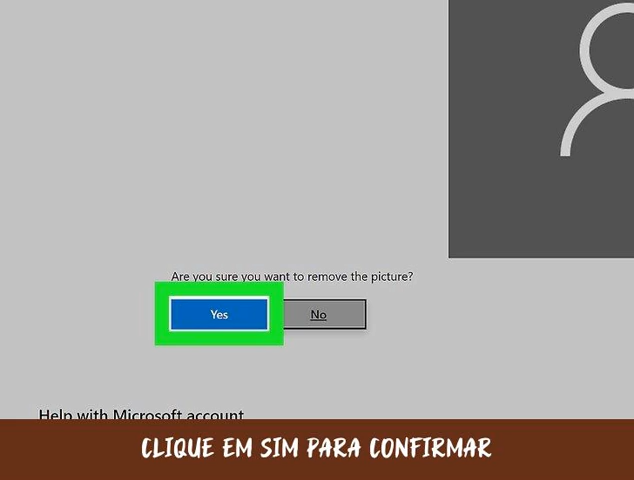 Are you sure you want to remove the picture?
Yes
No
Help with Microsoft account
CLIQUE EM SIM PARA CONFIRMAR